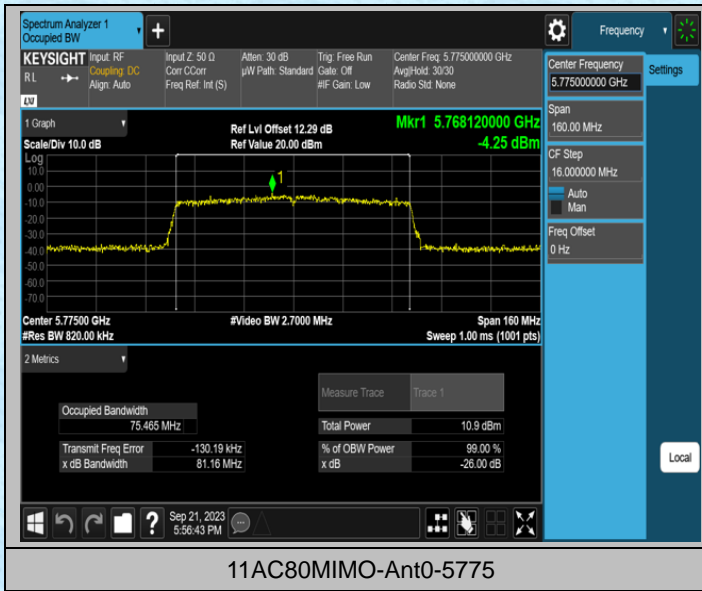 Spectrum Analyzer 1
Occupied BW
+
Frequency
KEYSIGHT
R L
LXI
Input: RF
Coupling: DC
Align: Auto
Input Z: 50 Ω
Corr CCorr
Freq Ref: Int (S)
Atten: 30 dB
µW Path: Standard
Trig: Free Run
Gate: Off
#IF Gain: Low
Center Freq: 5.775000000 GHz
Avg|Hold: 30/30
Radio Std: None
Center Frequency
5.775000000 GHz
Settings
Span
160.00 MHz
CF Step
16.000000 MHz
Auto
Man
Freq Offset
0 Hz
1 Graph
Scale/Div 10.0 dB
Ref Lvl Offset 12.29 dB
Ref Value 20.00 dBm
Mkr1 5.768120000 GHz
-4.25 dBm
Log
10.0
0.00
-10.0
-20.0
-30.0
-40.0
-50.0
-60.0
-70.0
1
Center 5.77500 GHz
#Res BW 820.00 kHz
#Video BW 2.7000 MHz
Span 160 MHz
Sweep 1.00 ms (1001 pts)
2 Metrics
Measure Trace
Trace 1
Occupied Bandwidth
75.465 MHz
Total Power
10.9 dBm
Transmit Freq Error
-130.19 kHz
% of OBW Power
99.00 %
x dB Bandwidth
81.16 MHz
x dB
-26.00 dB
Local
?
Sep 21, 2023
5:56:43 PM
11AC80MIMO-Ant0-5775